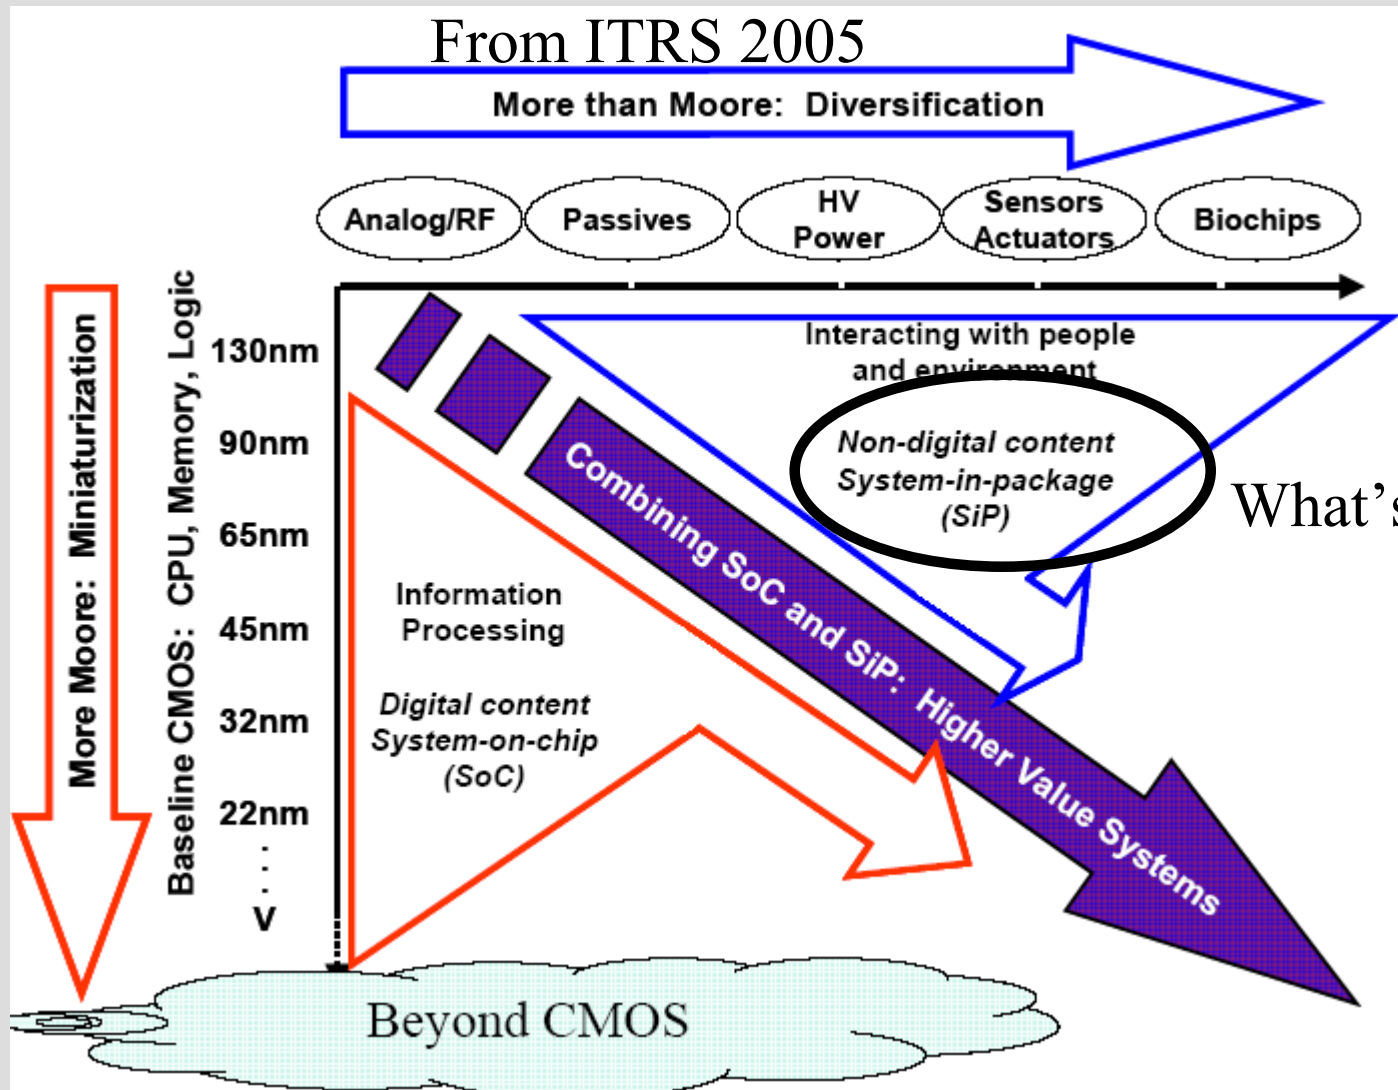 From ITRS 2005
More than Moore: Diversification
Analog/RF
Passives
HV
Power
Sensors
Actuators
Biochips
More Moore: Miniaturization
Baseline CMOS: CPU, Memory, Logic
130nm
90nm
65nm
45nm
32nm
22nm
V
Interacting with people
and environment
Non-digital content
System-in-package
(SiP)
What's
Combining SoC and SiP: Higher Value Systems
Information
Processing
Digital content
System-on-chip
(SoC)
Beyond CMOS